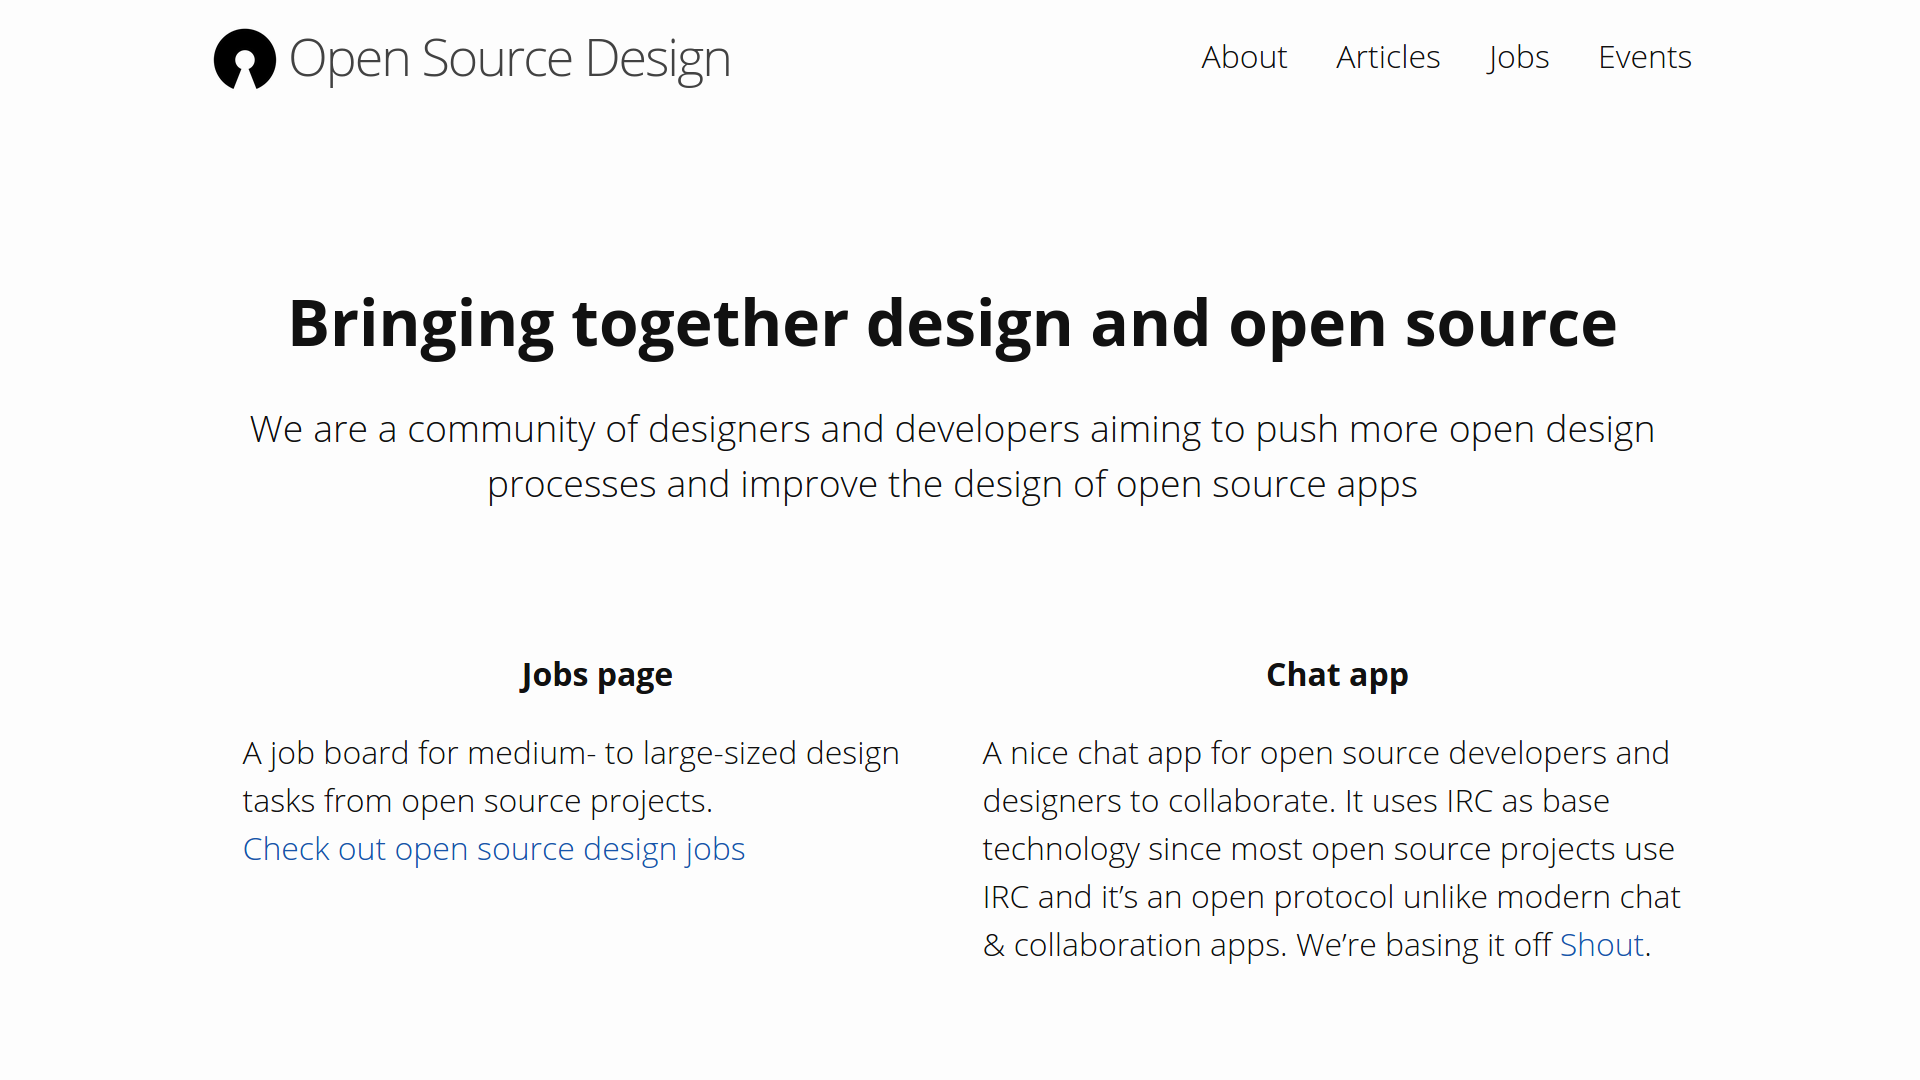 Open Source Design
About Articles Jobs Events
Bringing together design and open source
We are a community of designers and developers aiming to push more open design
processes and improve the design of open source apps
Jobs page
A job board for medium- to large-sized design
tasks from open source projects.
Check out open source design jobs
Chat app
A nice chat app for open source developers and
designers to collaborate. It uses IRC as base
technology since most open source projects use
IRC and it’s an open protocol unlike modern chat
& collaboration apps. We’re basing it off Shout.